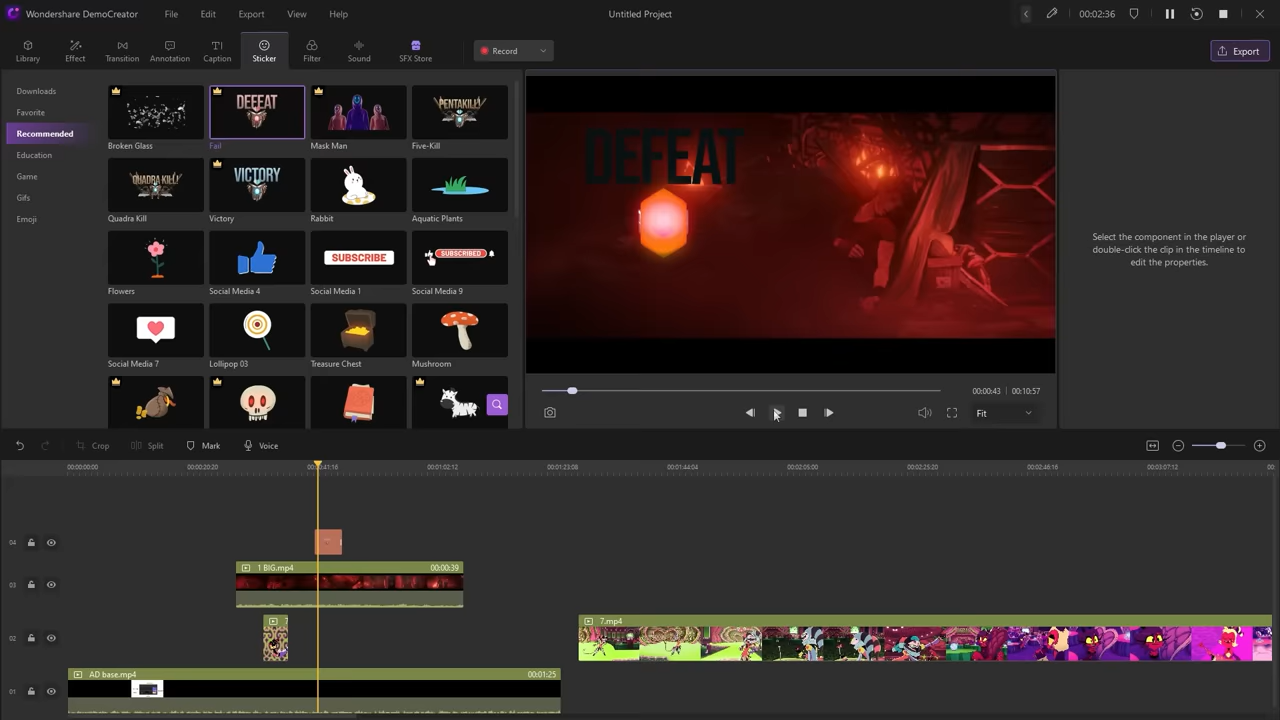 Wondershare DemoCreator File Edit Export View Help Untitled Project 00:02:36
Library Effect Transition Annotation Caption Sticker Filter Sound SFX Store Record Export
Downloads
Favorite
Recommended
Education
Game
Gifs
Emoji
DEFEAT PENTAKILL
Broken Glass Fail Mask Man Five-Kill
QUADRA KILL! VICTORY
Quadra Kill Victory Rabbit Aquatic Plants
SUBSCRIBE SUBSCRIBED
Flowers Social Media 4 Social Media 1 Social Media 9
Social Media 7 Lollipop 03 Treasure Chest Mushroom
DEFEAT
Select the component in the player or
double-click the clip in the timeline to
edit the properties.
00:00:43 | 00:10:57
Fit
Crop Split Mark Voice
00:00:00:00 00:00:20:20 00:00:41:16 00:01:02:12 00:01:23:08 00:01:44:04 00:02:05:00 00:02:25:20 00:02:46:16 00:03:07:12 00:
04
1 BIG.mp4 00:00:39
03
7 7.mp4
02
AD base.mp4 00:01:25
01